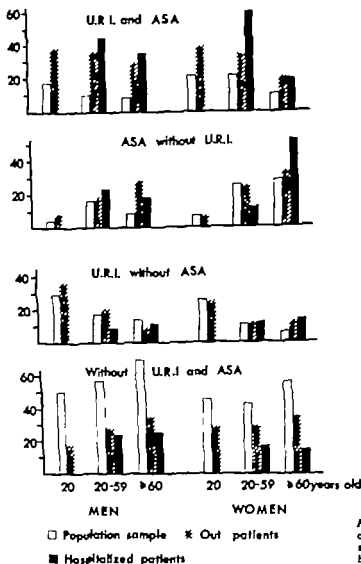 60
U.R.I. and ASA
40
20
ASA without U.R.I.
40
20
40
U.R.I. without ASA
20
60
Without U.R.I and ASA
40
20
20 20-59 ⩾60 20 20-59 ⩾60 years old
MEN WOMEN
Population sample Out patients
Hospitalized patients